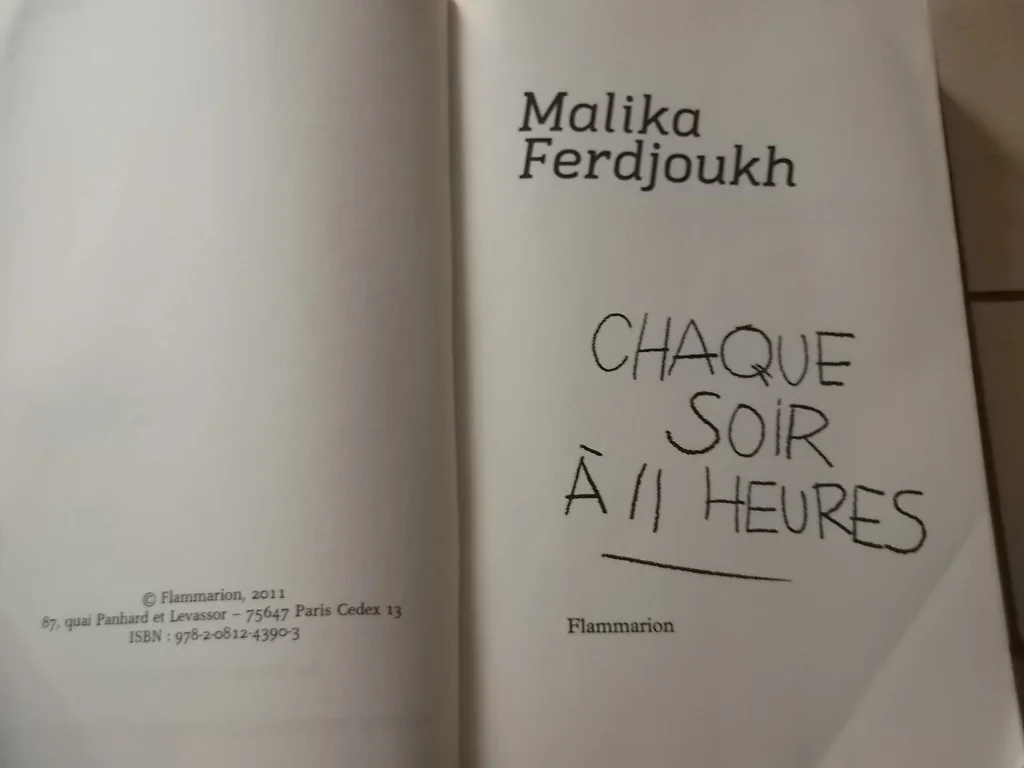 © Flammarion, 2011
87, quai Panhard et Levassor – 75647 Paris Cedex 13
ISBN : 978-2-0812-4390-3
Malika
Ferdjoukh
CHAQUE
SOIR
À 11 HEURES
Flammarion